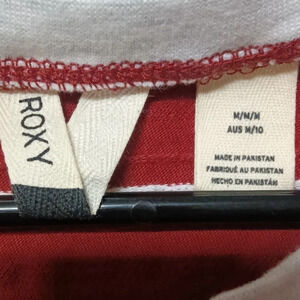 ROXY
M/M/M
AUS M/10
MADE IN PAKISTAN
FABRIQUÉ AU PAKISTAN
HECHO EN PAKISTÁN